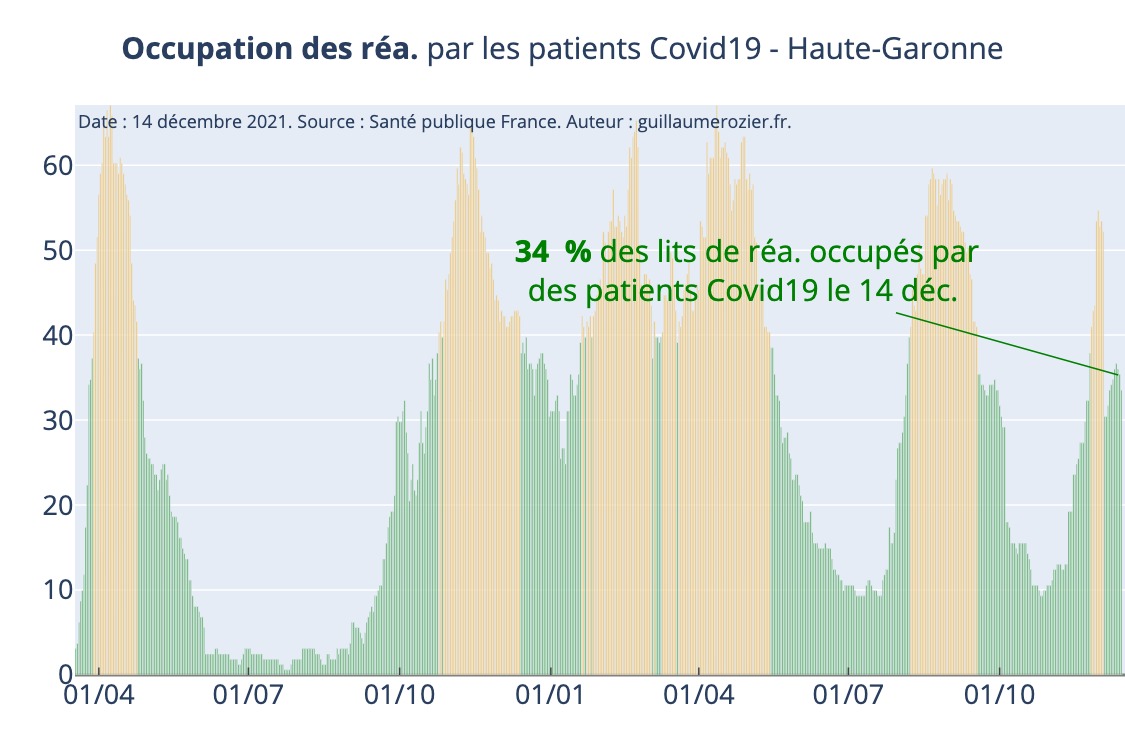 Occupation des réa. par les patients Covid19 - Haute-Garonne
Date : 14 décembre 2021. Source : Santé publique France. Auteur : guillaumerozier.fr.
60
50
34 % des lits de réa. occupés par
des patients Covid19 le 14 déc.
40
30
20
10
0
01/04 01/07 01/10 01/01 01/04 01/07 01/10